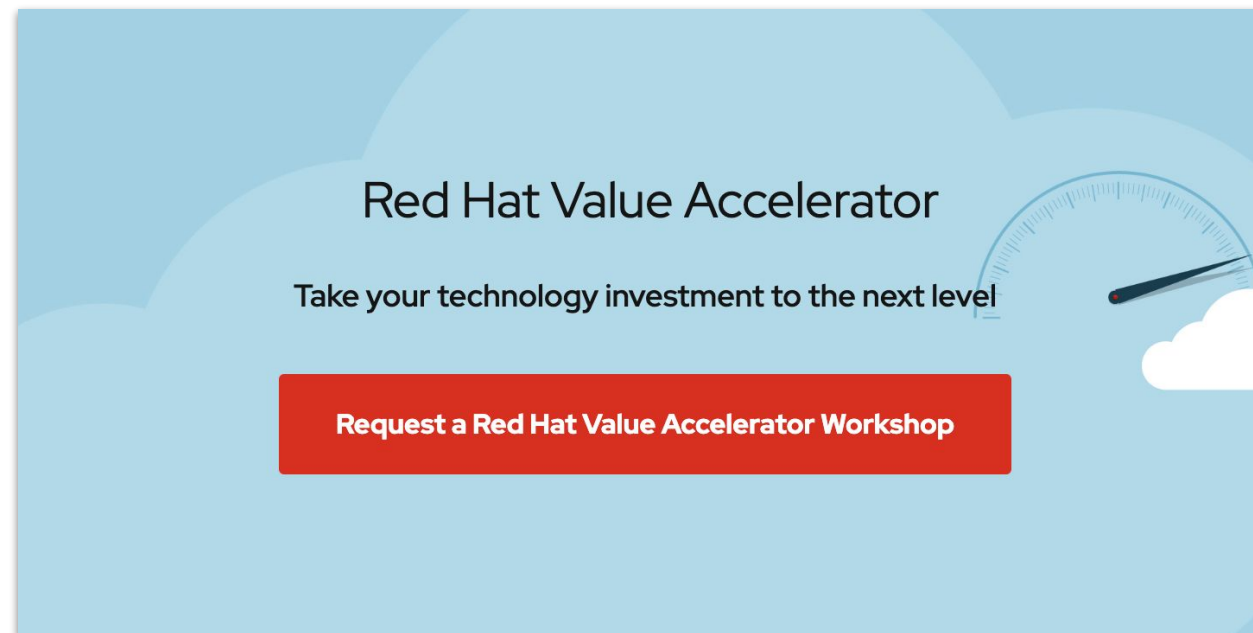 Red Hat Value Accelerator
Take your technology investment to the next level
Request a Red Hat Value Accelerator Workshop